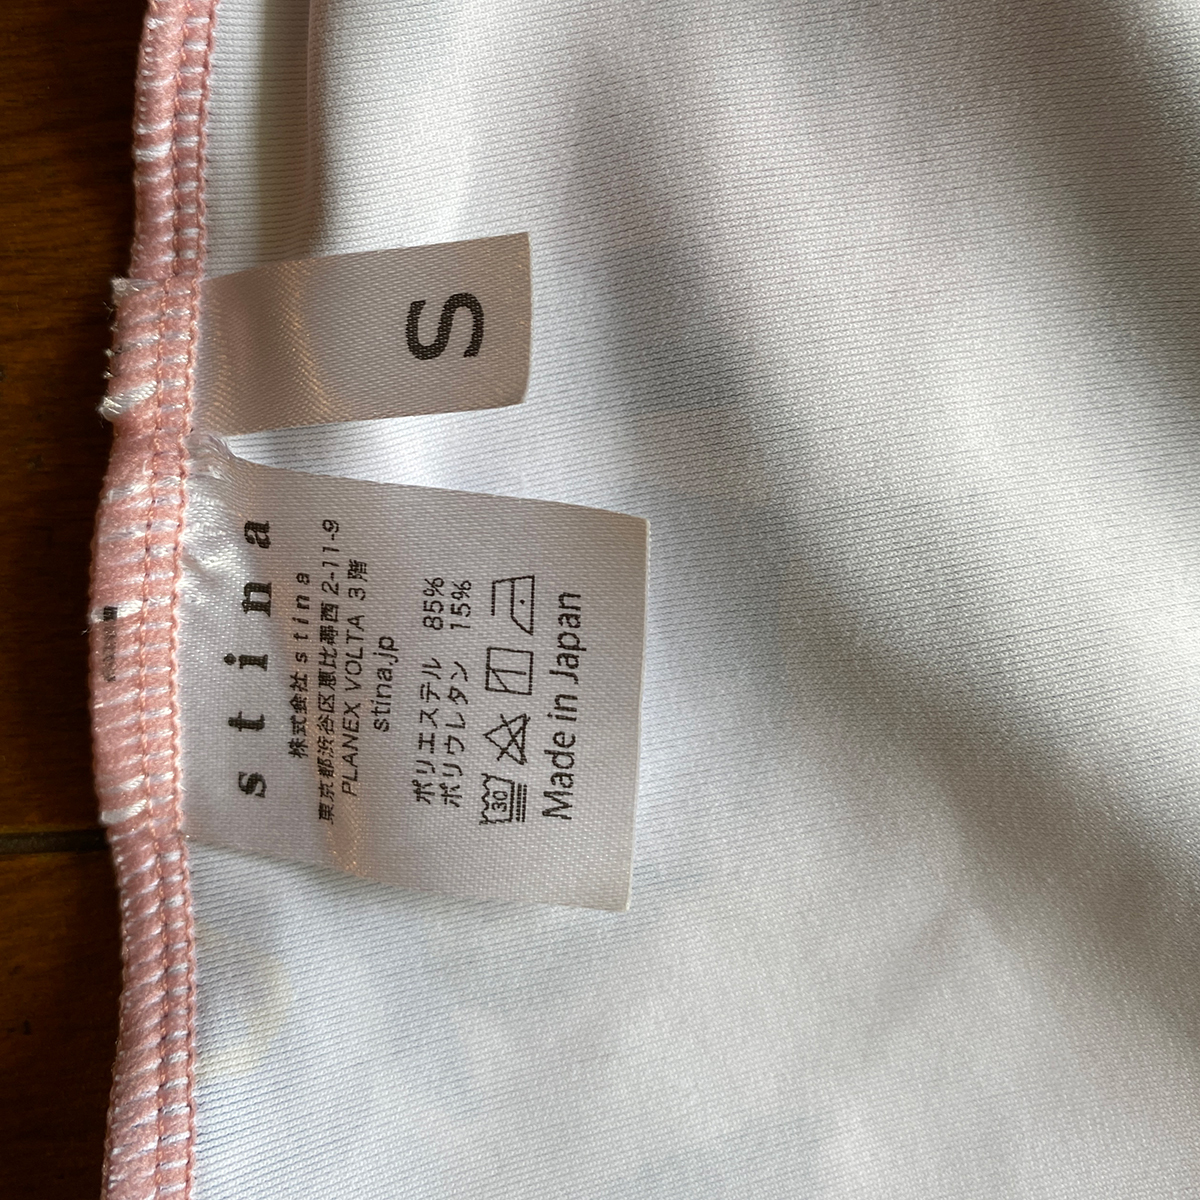 S
stina
株式会社stina
東京都渋谷区恵比寿西2-11-9
PLANEX VOLTA 3階
stina.jp
ポリエステル 85%
ポリウレタン 15%
30
Made in Japan